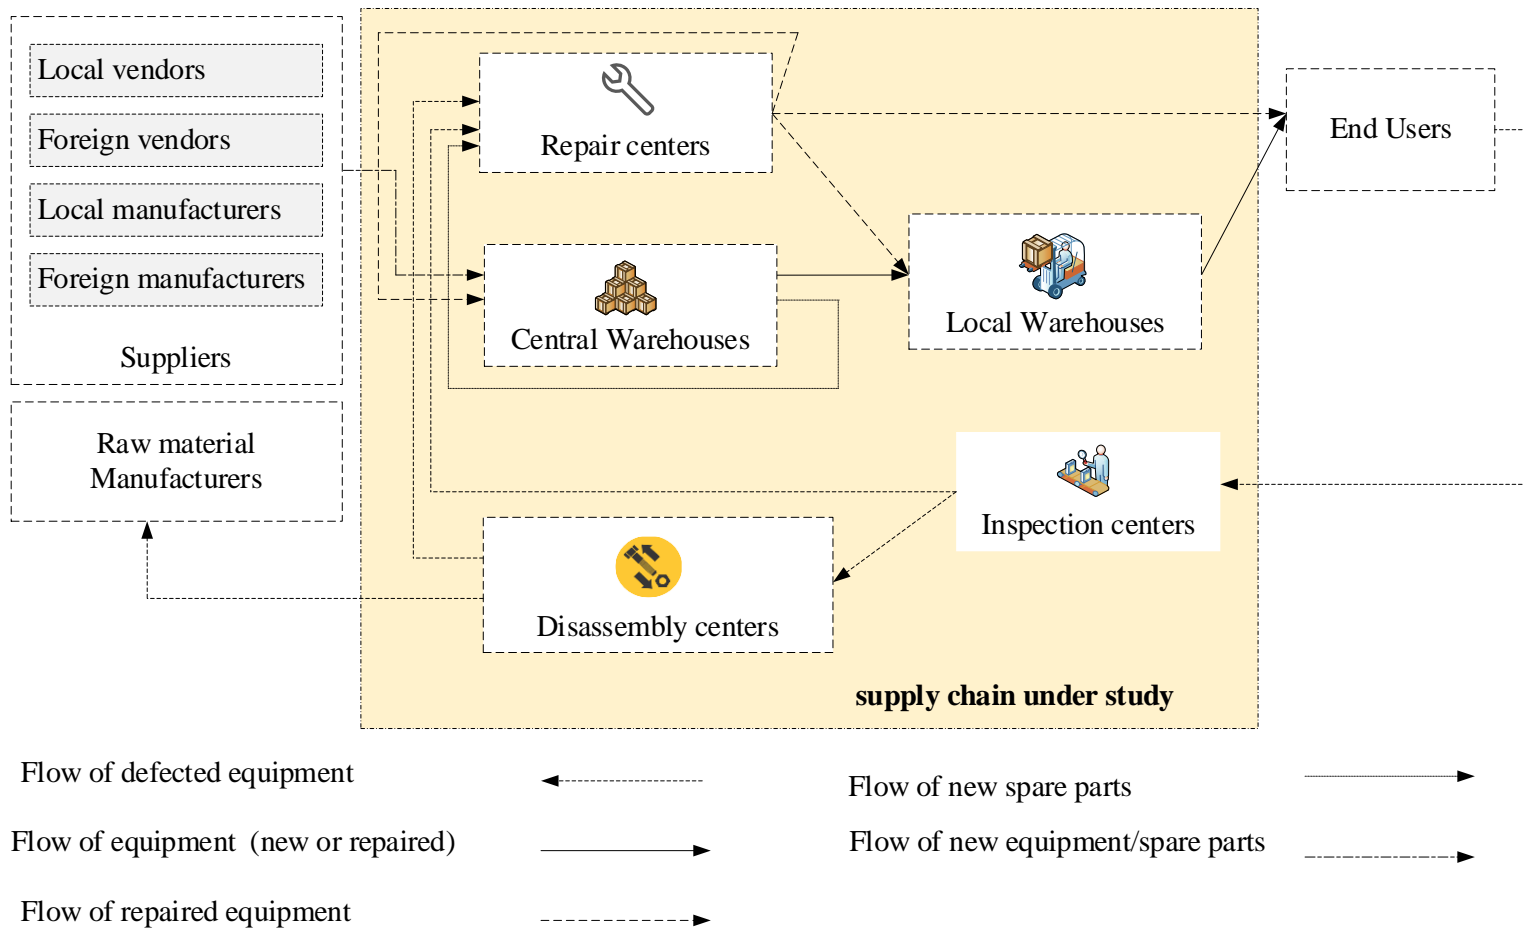 Local vendors
Foreign vendors
Local manufacturers
Foreign manufacturers
Suppliers
Raw material
Manufacturers
Repair centers
Central Warehouses
Local Warehouses
End Users
Inspection centers
Disassembly centers
supply chain under study
Flow of defected equipment
Flow of equipment (new or repaired)
Flow of repaired equipment
Flow of new spare parts
Flow of new equipment/spare parts